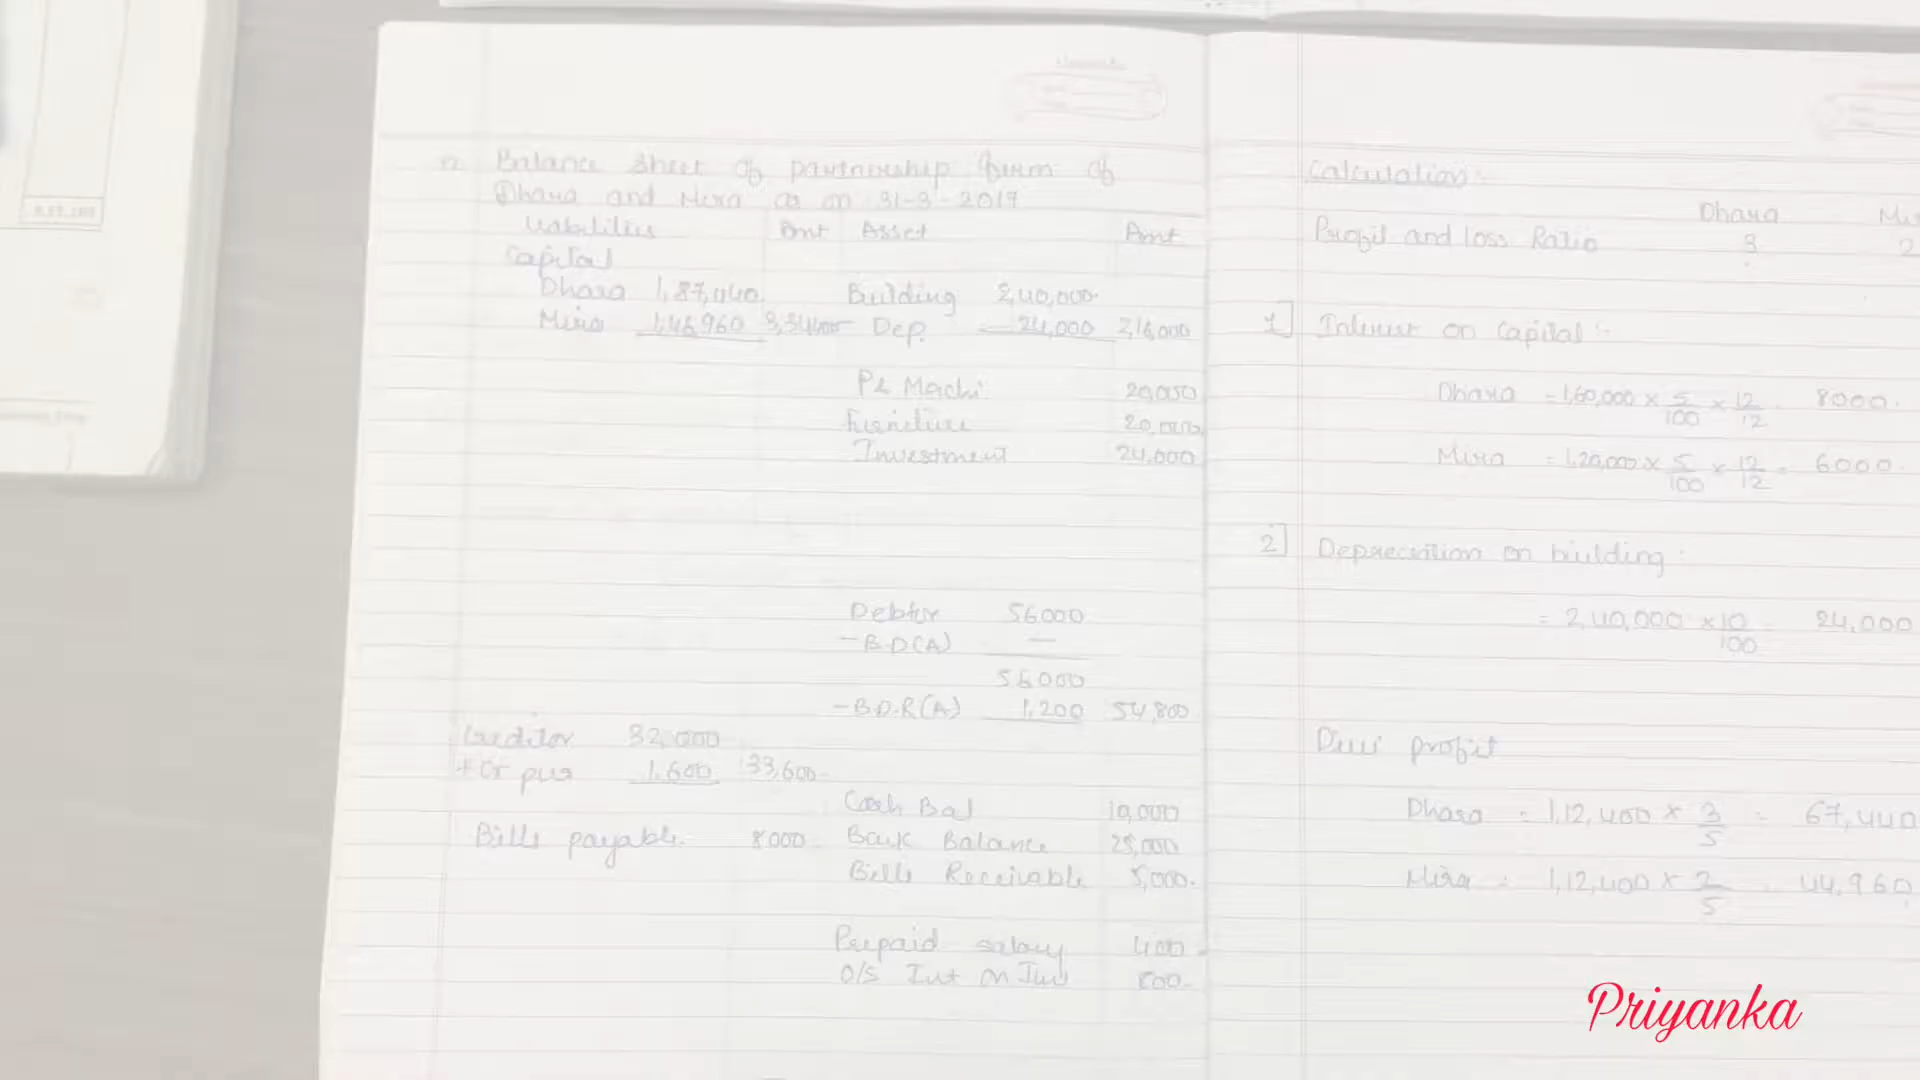 Balance sheet of partnership firm of
Dhara and Mira as on 31-3-2017
Liabilities Amt Asset Amt
Capital
Dhara 1,87,440. Building 2,40,000.
Mira 1,46,960 3,34,400 Dep. - 24,000 2,16,000
Pl Machi. 20,000
Furniture 20,000
Investment 24,000
Debtor 56000
- B.D(A) —
56000
- B.D.R(A) 1,200 54,800
Creditor 32,000
+ Cr pur 1,600 33,600
Cash Bal 10,000
Bills payable. 8000 Bank Balance 25,000
Bills Receivable 5,000.
Prepaid salary 400
O/S Int on Inv 800.
Calculation:
Dhara Mi
Profit and loss Ratio 3 2
1] Interest on capital:-
Dhara = 1,60,000 × 5/100 × 12/12 = 8000.
Mira = 1,20,000 × 5/100 × 12/12 = 6000.
2] Depreciation on building:
= 2,40,000 × 10/100 = 24,000
profit
Dhara = 1,12,400 × 3/5 = 67,440
Mira = 1,12,400 × 2/5 = 44,960
Priyanka